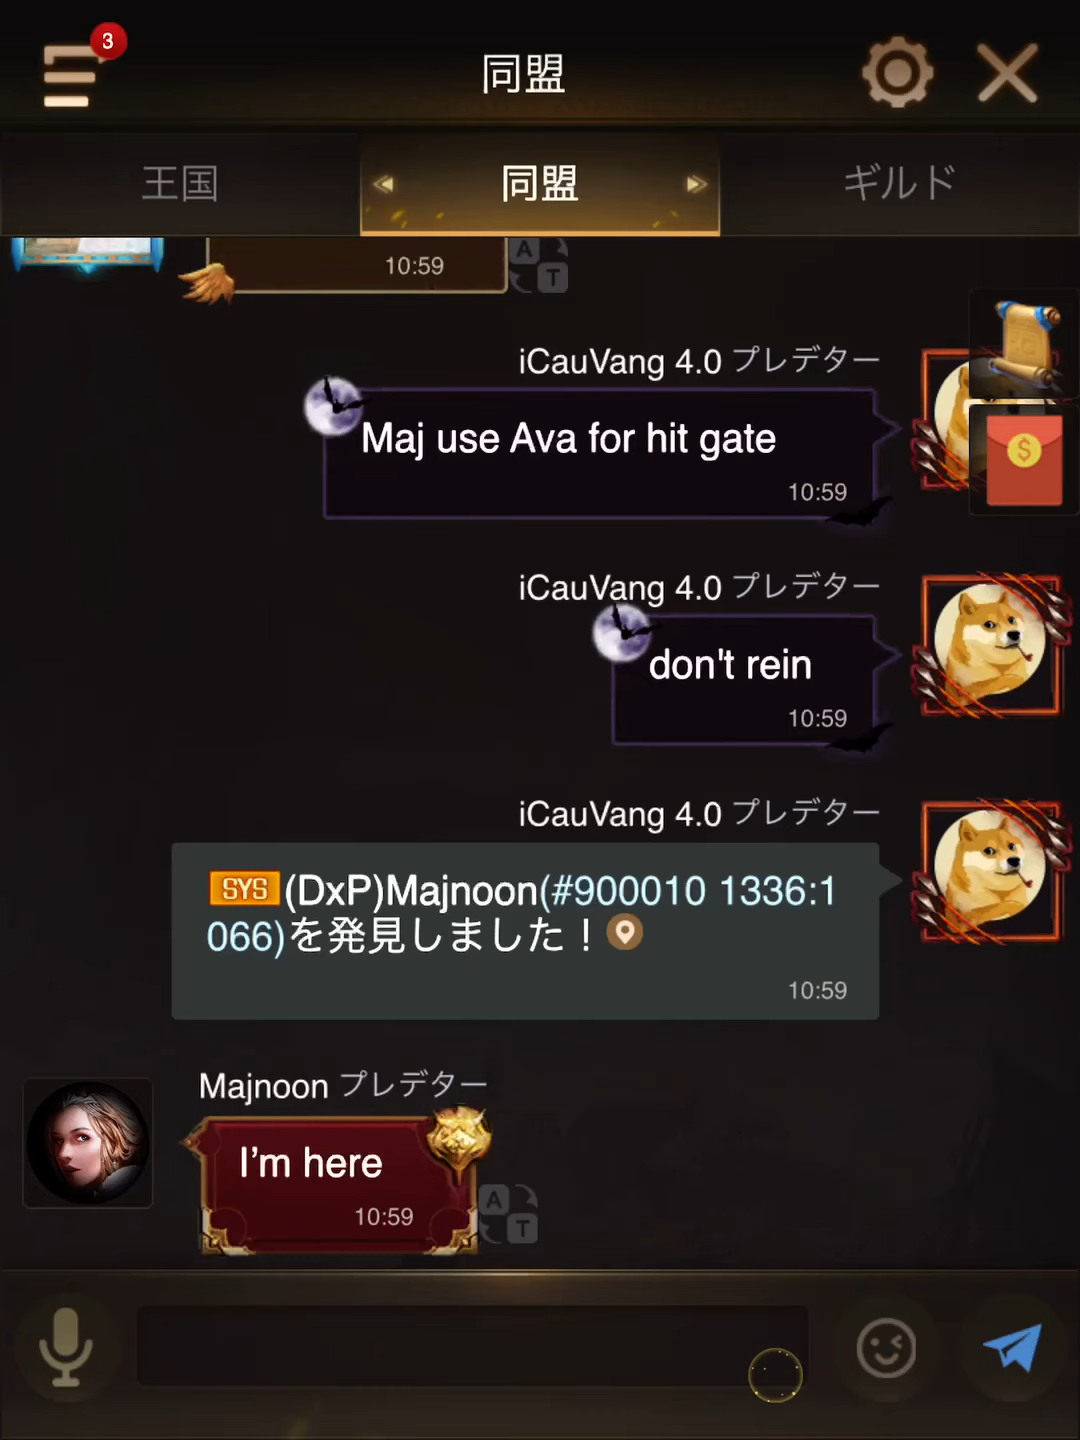 3
同盟
王国
同盟
ギルド
10:59
A
T
iCauVang 4.0 プレデター
Maj use Ava for hit gate
10:59
iCauVang 4.0 プレデター
don't rein
10:59
iCauVang 4.0 プレデター
SYS (DxP)Majnoon(#900010 1336:1
066)を発見しました！
10:59
Majnoon プレデター
I’m here
10:59
A
T